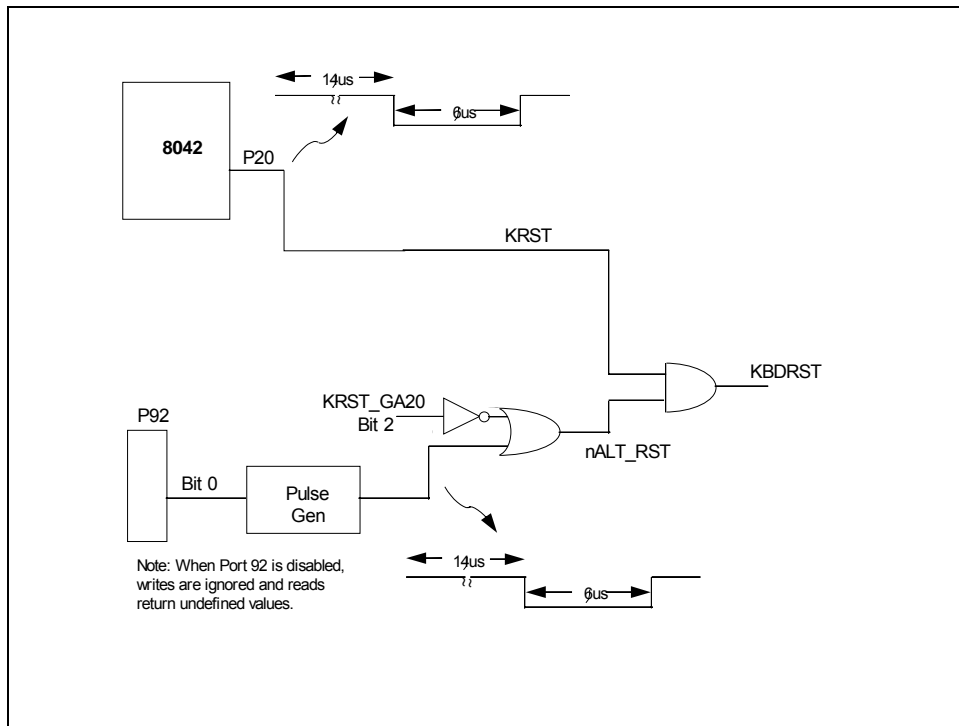 14us
6us
8042
P20
KRST
KBDRST
KRST_GA20
Bit 2
nALT_RST
P92
Bit 0
Pulse
Gen
14us
6us
Note: When Port 92 is disabled,
writes are ignored and reads
return undefined values.